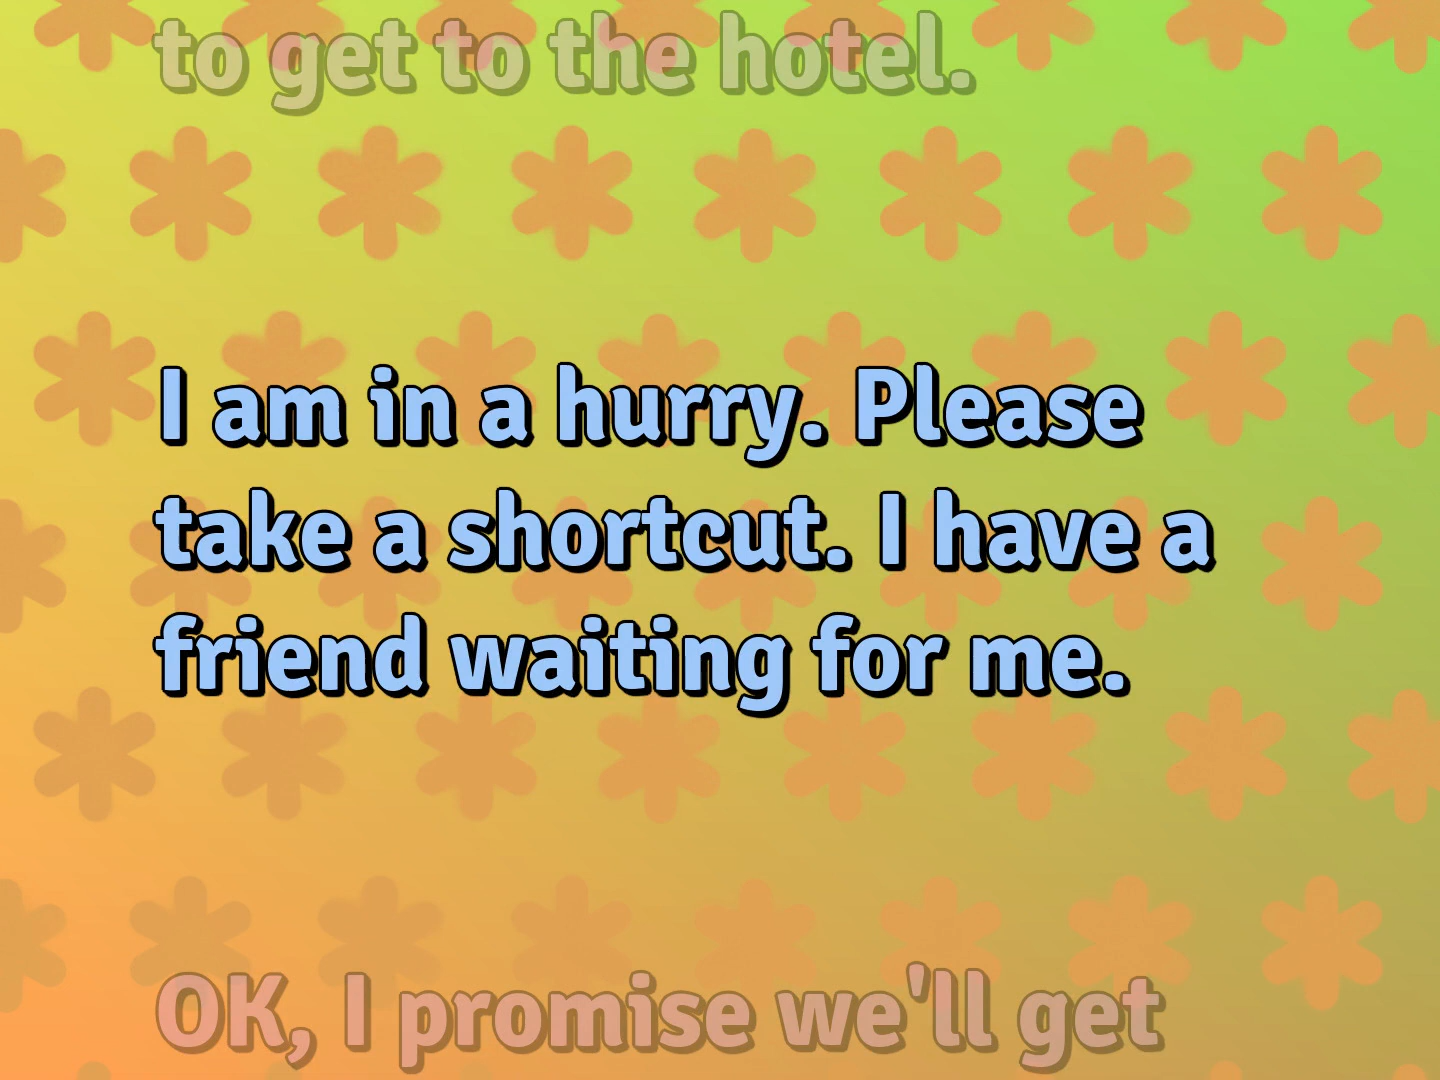 to get to the hotel.
I am in a hurry. Please
take a shortcut. I have a
friend waiting for me.
OK, I promise we'll get